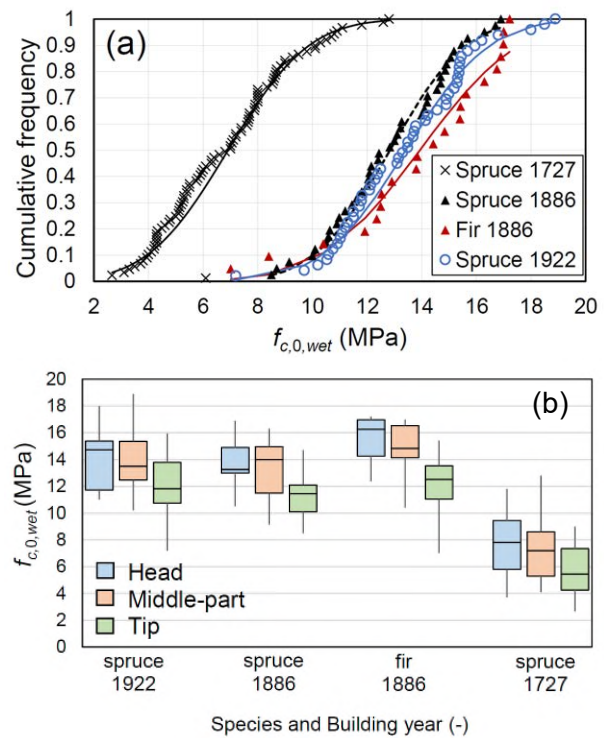 (a)
Cumulative frequency
1
0.9
0.8
0.7
0.6
0.5
0.4
0.3
0.2
0.1
0
Spruce 1727
Spruce 1886
Fir 1886
Spruce 1922
2 4 6 8 10 12 14 16 18 20
fc,0,wet (MPa)
(b)
fc,0,wet (MPa)
20
18
16
14
12
10
8
6
4
2
0
Head
Middle-part
Tip
spruce spruce fir spruce
1922 1886 1886 1727
Species and Building year (-)